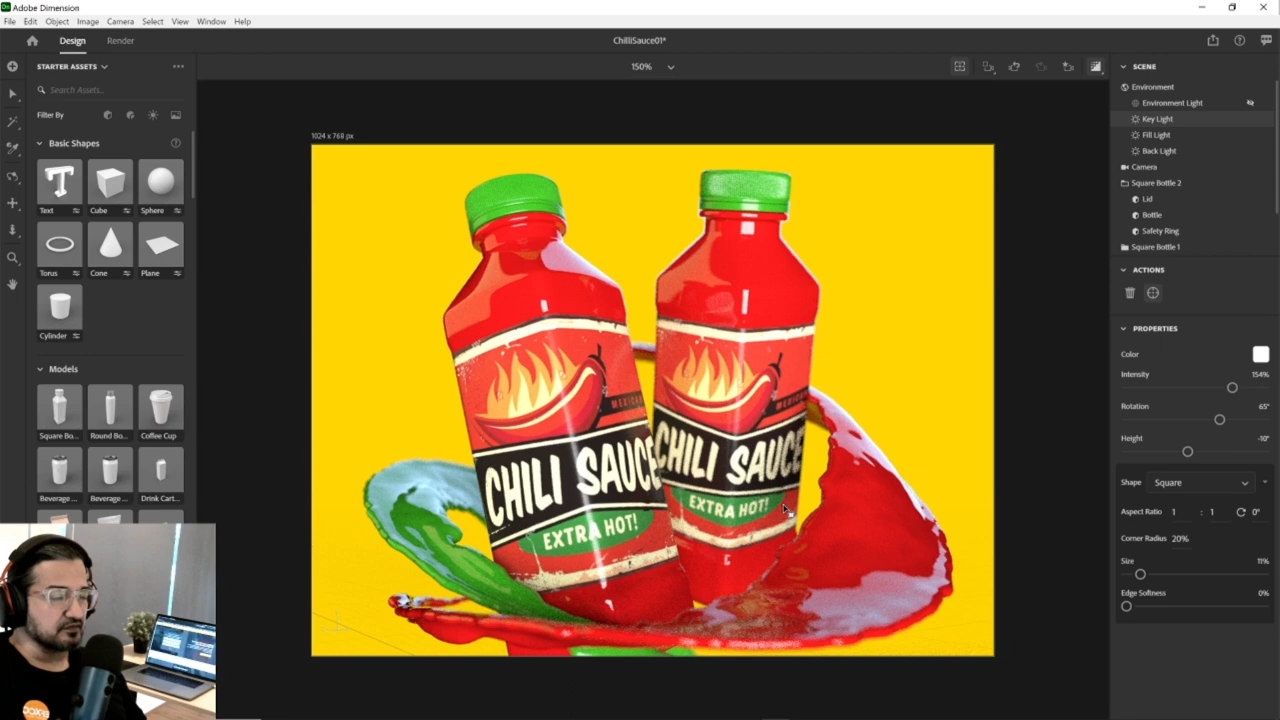 Dn Adobe Dimension
File Edit Object Image Camera Select View Window Help
Design Render ChilliSauce01*
STARTER ASSETS
150%
Search Assets...
Filter By
Basic Shapes
Text Cube Sphere
Torus Cone Plane
Cylinder
Models
Square Bo... Round Bo... Coffee Cup
Beverage ... Beverage ... Drink Cart...
1024 x 768 px
MEXICAN
CHILI SAUCE
EXTRA HOT!
MEXICAN
CHILI SAUCE
EXTRA HOT!
SCENE
Environment
Environment Light
Key Light
Fill Light
Back Light
Camera
Square Bottle 2
Lid
Bottle
Safety Ring
Square Bottle 1
ACTIONS
PROPERTIES
Color
Intensity 154%
Rotation 65°
Height -10°
Shape Square
Aspect Ratio 1 : 1 0°
Corner Radius 20%
Size 11%
Edge Softness 0%